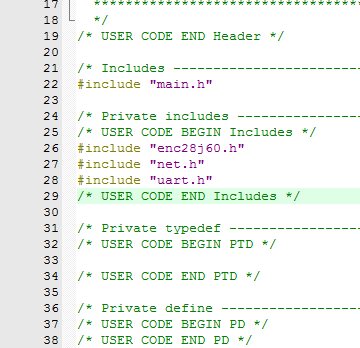 17 ************************************
18 */
19 /* USER CODE END Header */
20
21 /* Includes -----------------------
22 #include "main.h"
23
24 /* Private includes ----------------
25 /* USER CODE BEGIN Includes */
26 #include "enc28j60.h"
27 #include "net.h"
28 #include "uart.h"
29 /* USER CODE END Includes */
30
31 /* Private typedef ----------------
32 /* USER CODE BEGIN PTD */
33
34 /* USER CODE END PTD */
35
36 /* Private define -----------------
37 /* USER CODE BEGIN PD */
38 /* USER CODE END PD */